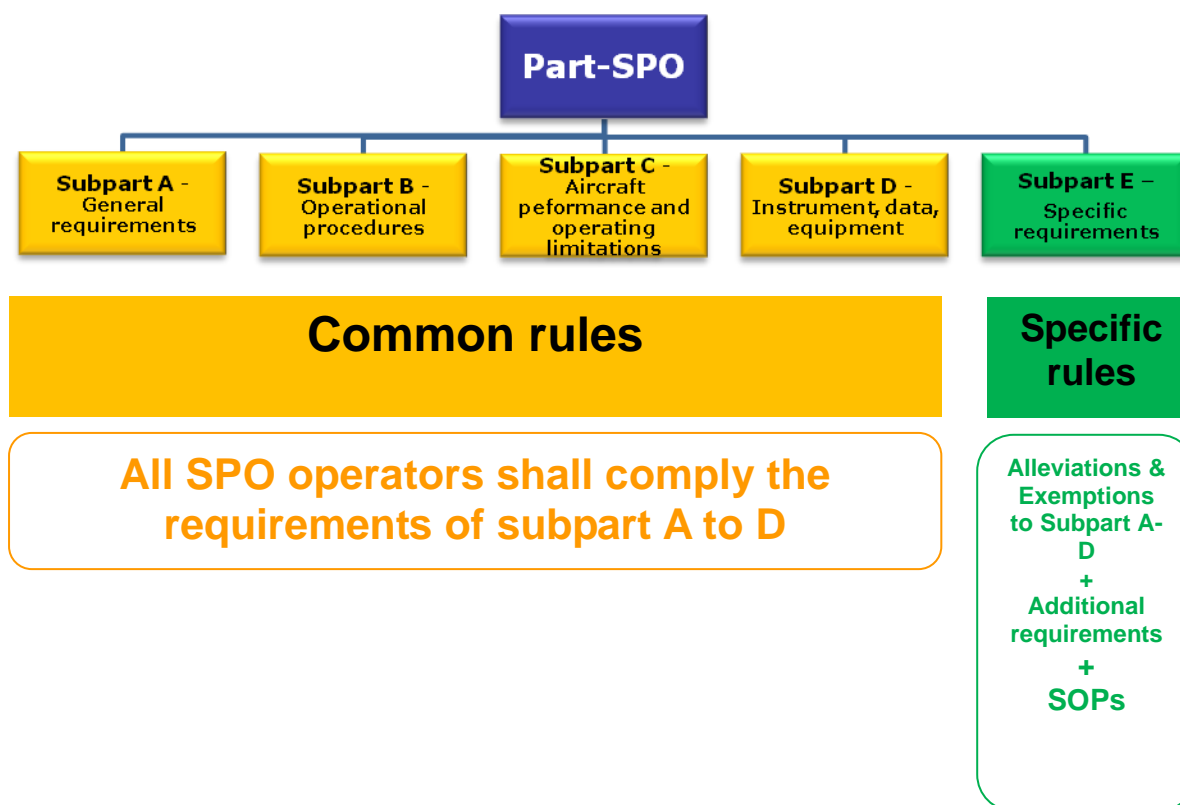 Part-SPO
Subpart A -
General
requirements
Subpart B -
Operational
procedures
Subpart C -
Aircraft
peformance and
operating
limitations
Subpart D -
Instrument, data,
equipment
Subpart E –
Specific
requirements
Common rules
Specific
rules
All SPO operators shall comply the
requirements of subpart A to D
Alleviations &
Exemptions
to Subpart A-
D
+
Additional
requirements
+
SOPs